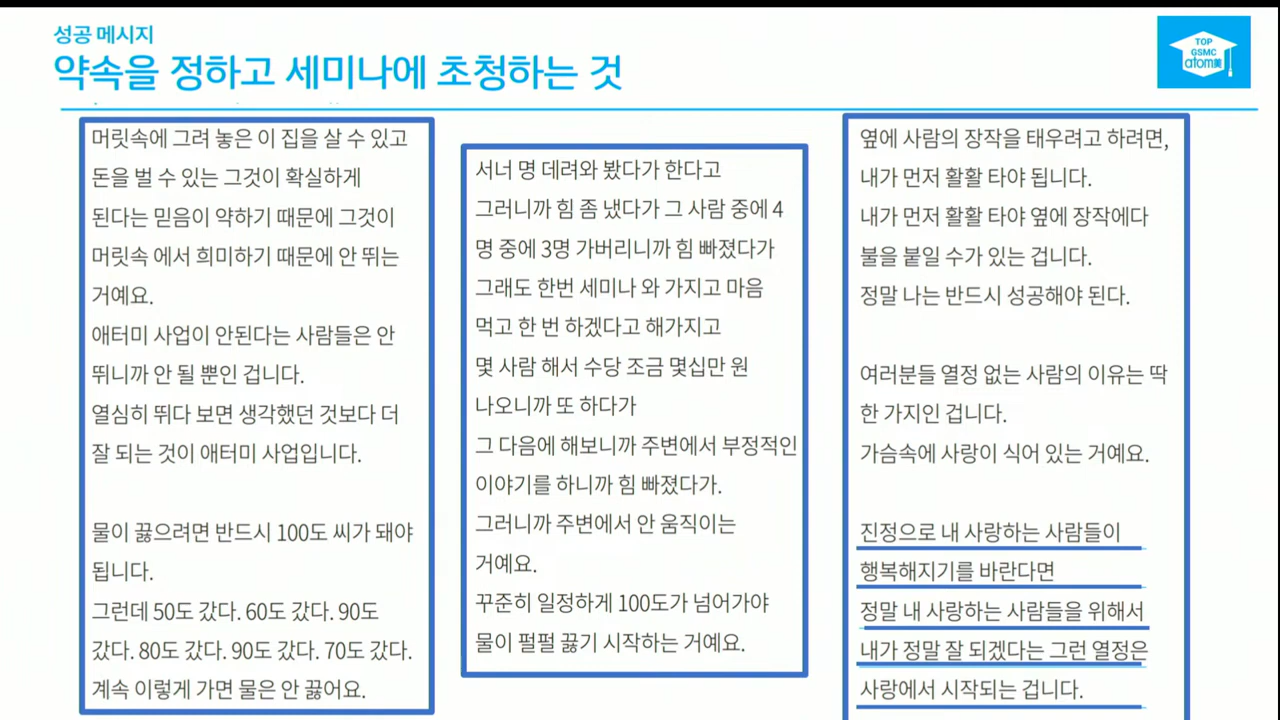 성공 메시지
약속을 정하고 세미나에 초청하는 것
TOP
GSMC
atom美
머릿속에 그려 놓은 이 집을 살 수 있고
돈을 벌 수 있는 그것이 확실하게
된다는 믿음이 약하기 때문에 그것이
머릿속 에서 희미하기 때문에 안 뛰는
거예요.
애터미 사업이 안된다는 사람들은 안
뛰니까 안 될 뿐인 겁니다.
열심히 뛰다 보면 생각했던 것보다 더
잘 되는 것이 애터미 사업입니다.
물이 끓으려면 반드시 100도 씨가 돼야
됩니다.
그런데 50도 갔다. 60도 갔다. 90도
갔다. 80도 갔다. 90도 갔다. 70도 갔다.
계속 이렇게 가면 물은 안 끓어요.
서너 명 데려와 봤다가 한다고
그러니까 힘 좀 냈다가 그 사람 중에 4
명 중에 3명 가버리니까 힘 빠졌다가
그래도 한번 세미나 와 가지고 마음
먹고 한 번 하겠다고 해가지고
몇 사람 해서 수당 조금 몇십만 원
나오니까 또 하다가
그 다음에 해보니까 주변에서 부정적인
이야기를 하니까 힘 빠졌다가.
그러니까 주변에서 안 움직이는
거예요.
꾸준히 일정하게 100도가 넘어가야
물이 펄펄 끓기 시작하는 거예요.
옆에 사람의 장작을 태우려고 하려면,
내가 먼저 활활 타야 됩니다.
내가 먼저 활활 타야 옆에 장작에다
불을 붙일 수가 있는 겁니다.
정말 나는 반드시 성공해야 된다.
여러분들 열정 없는 사람의 이유는 딱
한 가지인 겁니다.
가슴속에 사랑이 식어 있는 거예요.
진정으로 내 사랑하는 사람들이
행복해지기를 바란다면
정말 내 사랑하는 사람들을 위해서
내가 정말 잘 되겠다는 그런 열정은
사랑에서 시작되는 겁니다.